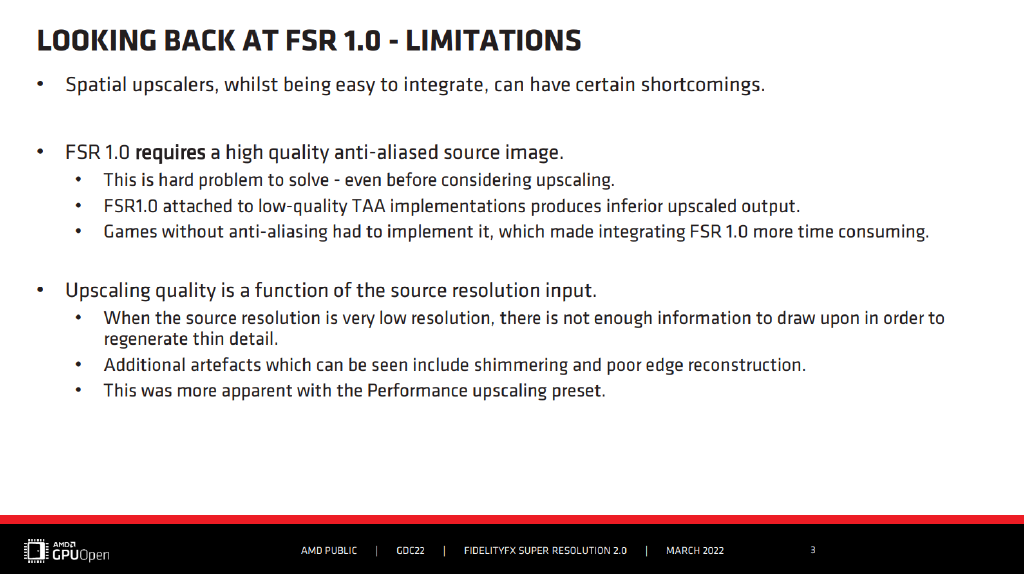 LOOKING BACK AT FSR 1.0 - LIMITATIONS
• Spatial upscalers, whilst being easy to integrate, can have certain shortcomings.
• FSR 1.0 requires a high quality anti-aliased source image.
• This is hard problem to solve - even before considering upscaling.
• FSR1.0 attached to low-quality TAA implementations produces inferior upscaled output.
• Games without anti-aliasing had to implement it, which made integrating FSR 1.0 more time consuming.
• Upscaling quality is a function of the source resolution input.
• When the source resolution is very low resolution, there is not enough information to draw upon in order to
regenerate thin detail.
• Additional artefacts which can be seen include shimmering and poor edge reconstruction.
• This was more apparent with the Performance upscaling preset.
AMD
GPUOpen
AMD PUBLIC | GDC22 | FIDELITYFX SUPER RESOLUTION 2.0 | MARCH 2022 3